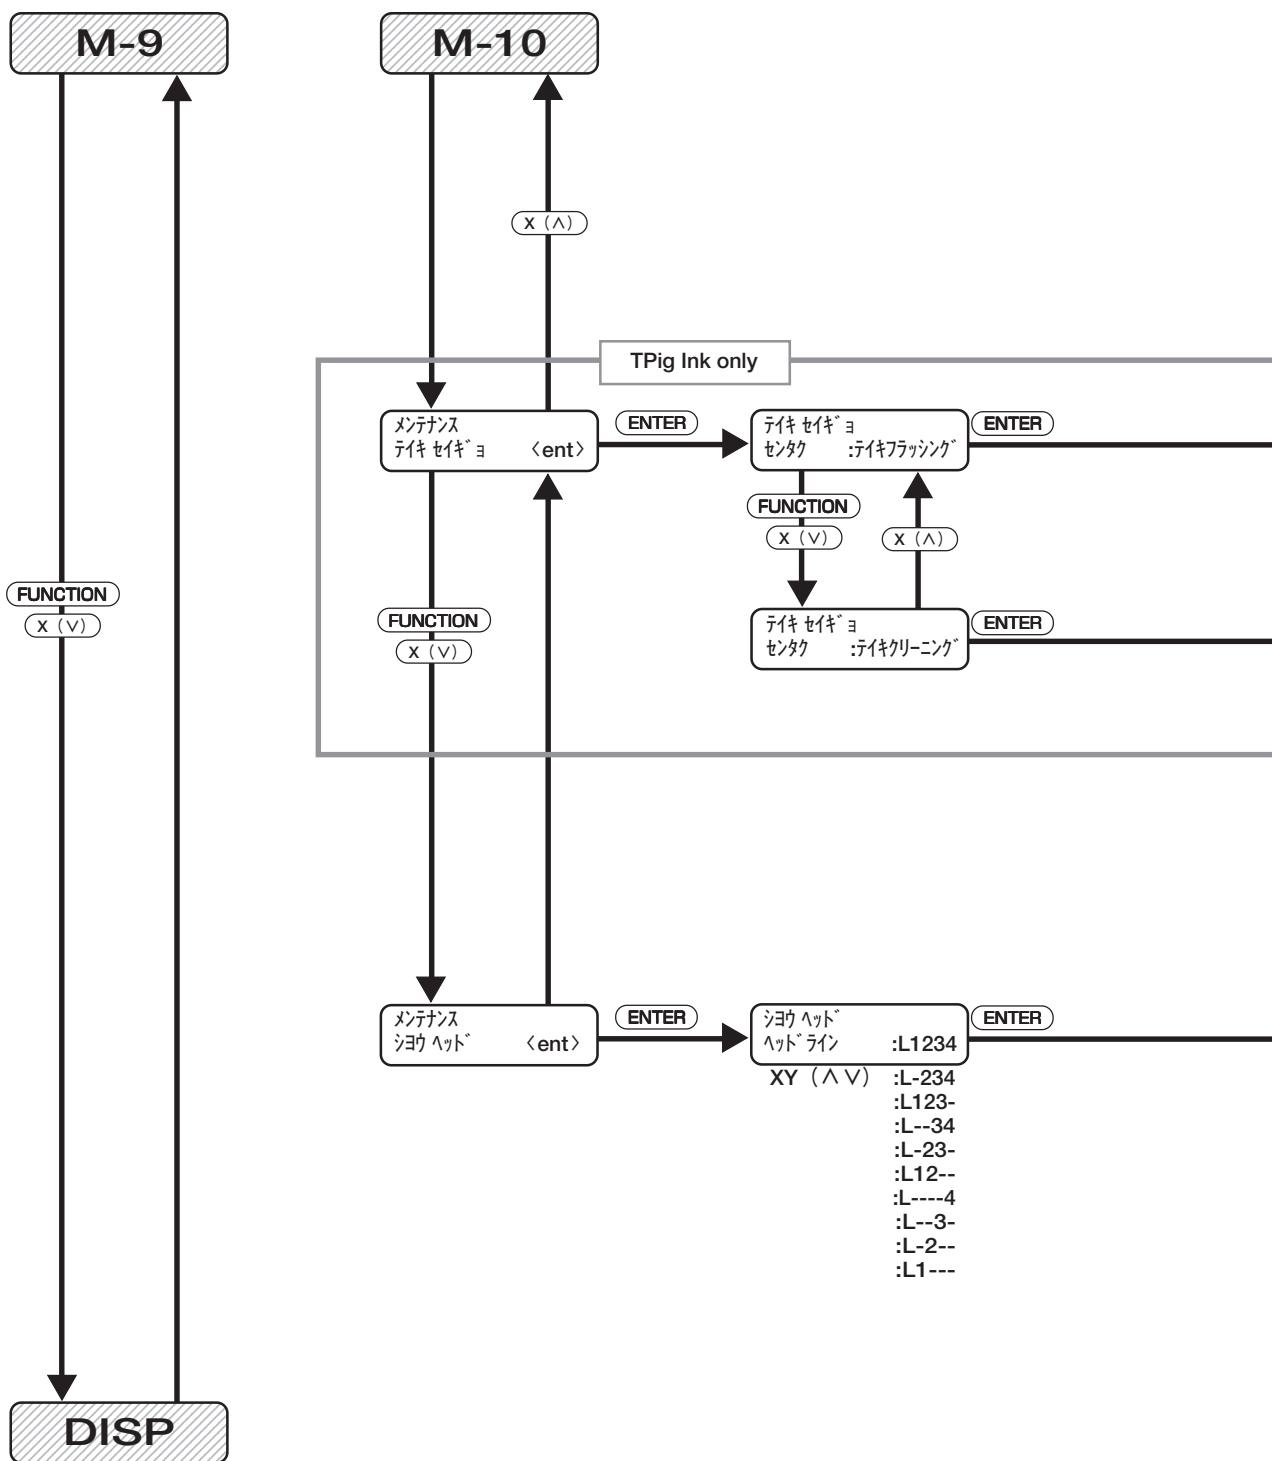 M-9
M-10
X (∧)
TPig Ink only
メンテナンス
テイキ セイギョ 〈ent〉
ENTER
テイキ セイギョ
センタク :テイキフラッシング
ENTER
FUNCTION
X (∨)
X (∧)
テイキ セイギョ
センタク :テイキクリーニング
ENTER
FUNCTION
X (∨)
FUNCTION
X (∨)
メンテナンス
シヨウ ヘッド 〈ent〉
ENTER
シヨウ ヘッド
ヘッド ライン :L1234
ENTER
XY (∧∨) :L-234
:L123-
:L--34
:L-23-
:L12--
:L----4
:L--3-
:L-2--
:L1---
DISP